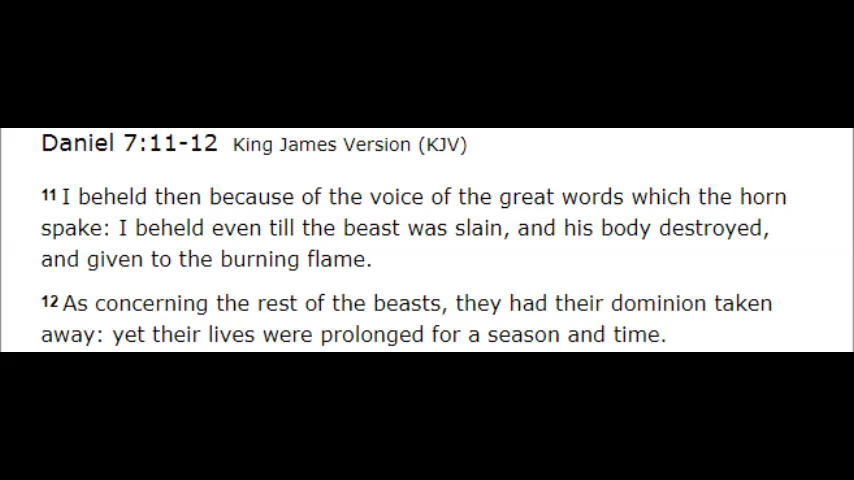 Daniel 7:11-12 King James Version (KJV)
11 I beheld then because of the voice of the great words which the horn
spake: I beheld even till the beast was slain, and his body destroyed,
and given to the burning flame.
12 As concerning the rest of the beasts, they had their dominion taken
away: yet their lives were prolonged for a season and time.